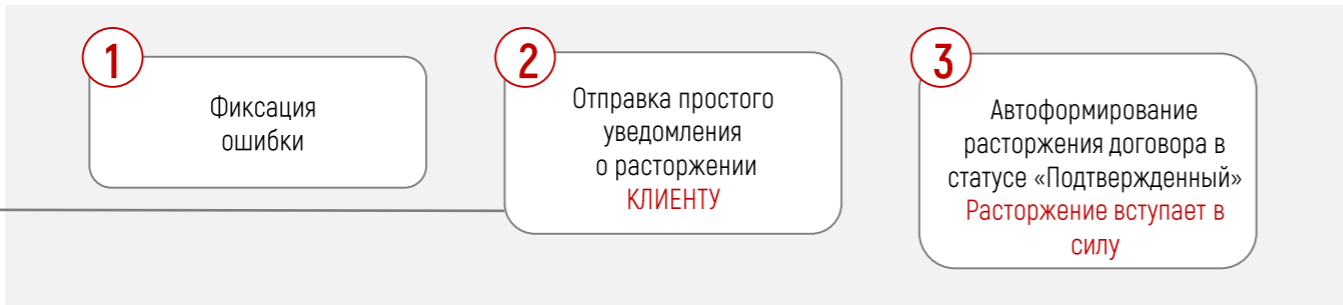 1
Фиксация
ошибки
2
Отправка простого
уведомления
о расторжении
КЛИЕНТУ
3
Автоформирование
расторжения договора в
статусе «Подтвержденный»
Расторжение вступает в
силу